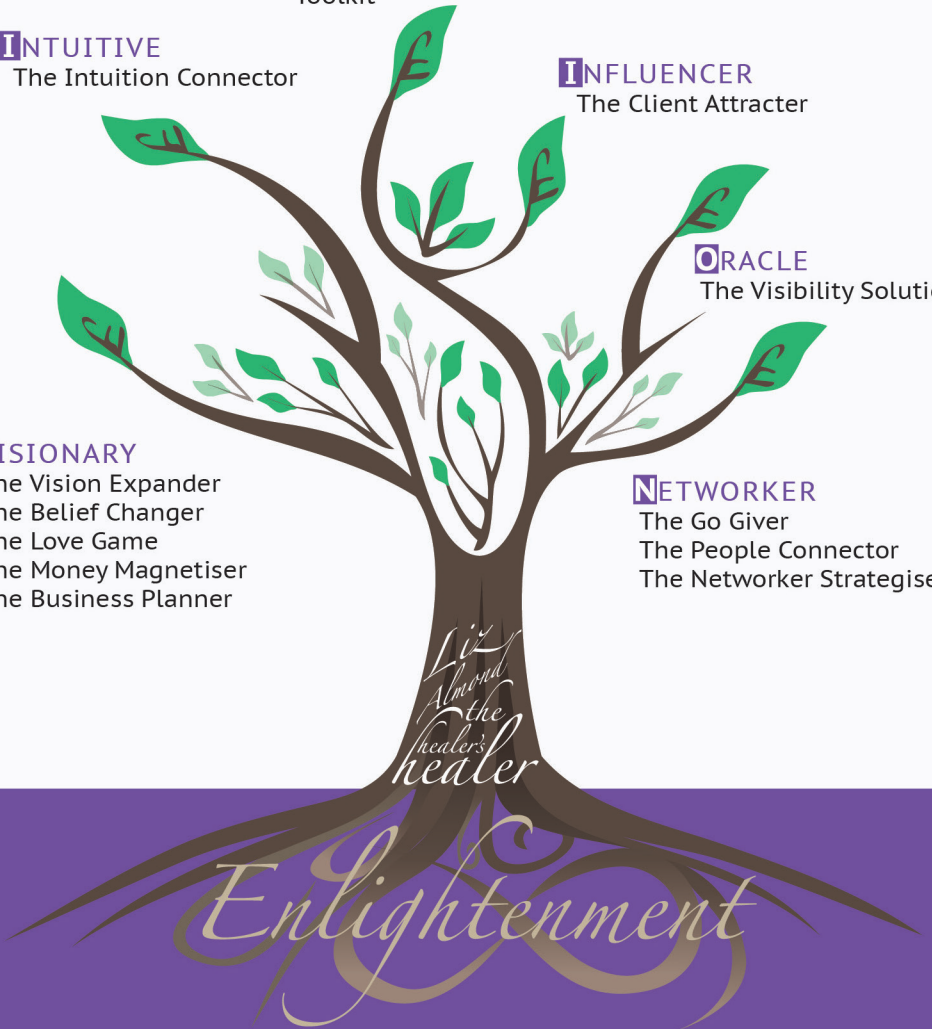 Toolkit
INTUITIVE
The Intuition Connector
INFLUENCER
The Client Attracter
£
£
£
£
£
£
ORACLE
The Visibility Soluti
ISIONARY
he Vision Expander
he Belief Changer
he Love Game
he Money Magnetiser
he Business Planner
NETWORKER
The Go Giver
The People Connector
The Networker Strategise
Liz
Almond
the
healer's
healer
Enlightenment